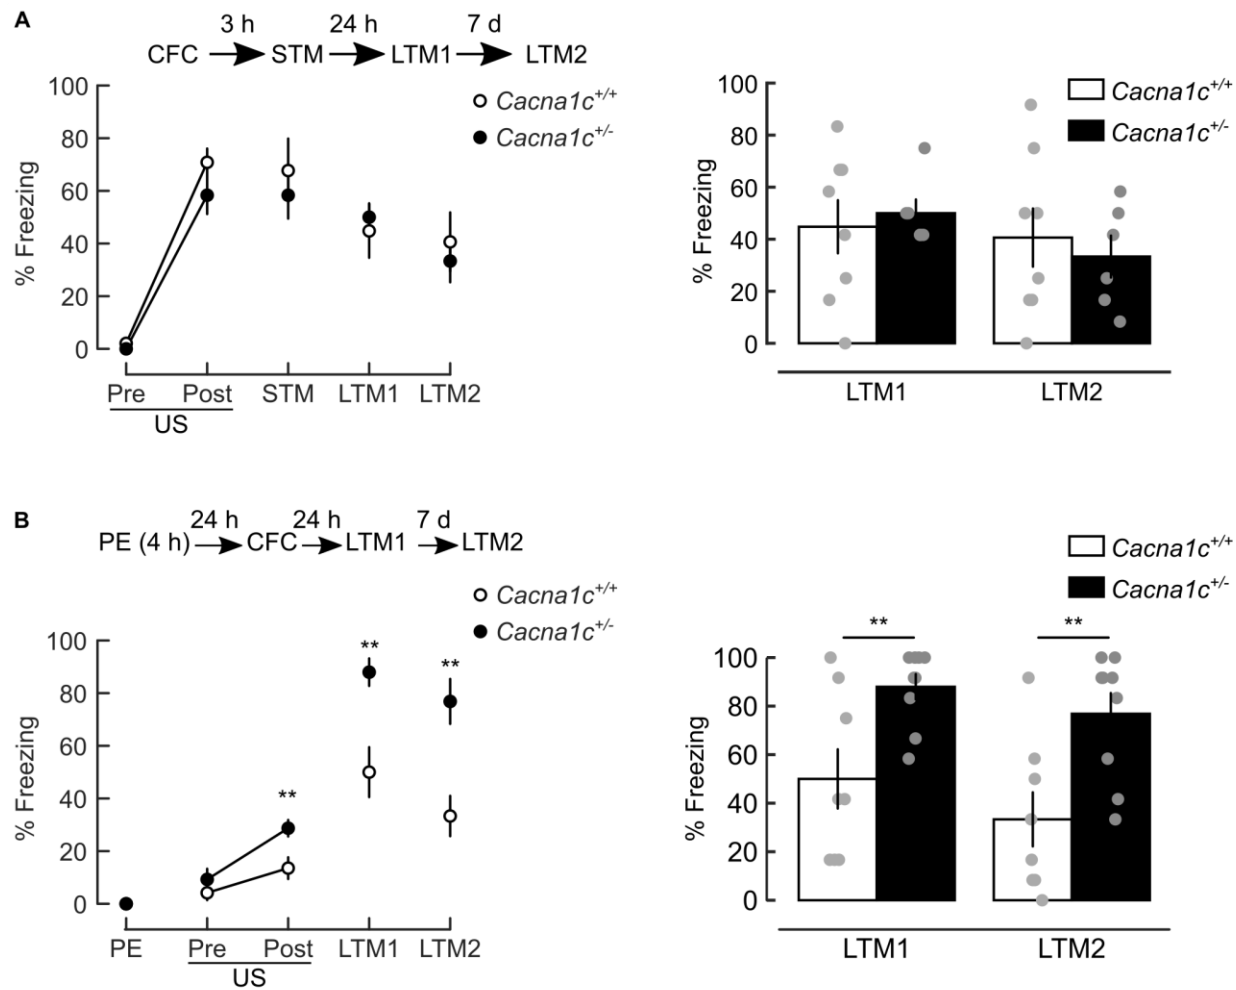 A
3 h 24 h 7 d
CFC STM LTM1 LTM2
Cacna1c+/+
Cacna1c+/-
% Freezing
100
80
60
40
20
0
Pre Post STM LTM1 LTM2
US
Cacna1c+/+
Cacna1c+/-
% Freezing
100
80
60
40
20
0
LTM1 LTM2
B
24 h 24 h 7 d
PE (4 h) CFC LTM1 LTM2
Cacna1c+/+
Cacna1c+/-
% Freezing
100
80
60
40
20
0
** ** **
PE Pre Post LTM1 LTM2
US
Cacna1c+/+
Cacna1c+/-
** **
% Freezing
100
80
60
40
20
0
LTM1 LTM2